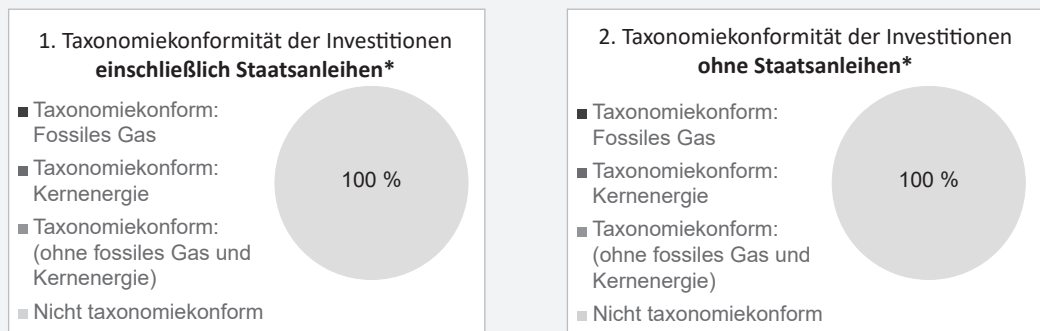 1. Taxonomiekonformität der Investitionen
einschließlich Staatsanleihen*
Taxonomiekonform:
Fossiles Gas
Taxonomiekonform:
Kernenergie
Taxonomiekonform:
(ohne fossiles Gas und
Kernenergie)
Nicht taxonomiekonform
100 %
2. Taxonomiekonformität der Investitionen
ohne Staatsanleihen*
Taxonomiekonform:
Fossiles Gas
Taxonomiekonform:
Kernenergie
Taxonomiekonform:
(ohne fossiles Gas und
Kernenergie)
Nicht taxonomiekonform
100 %